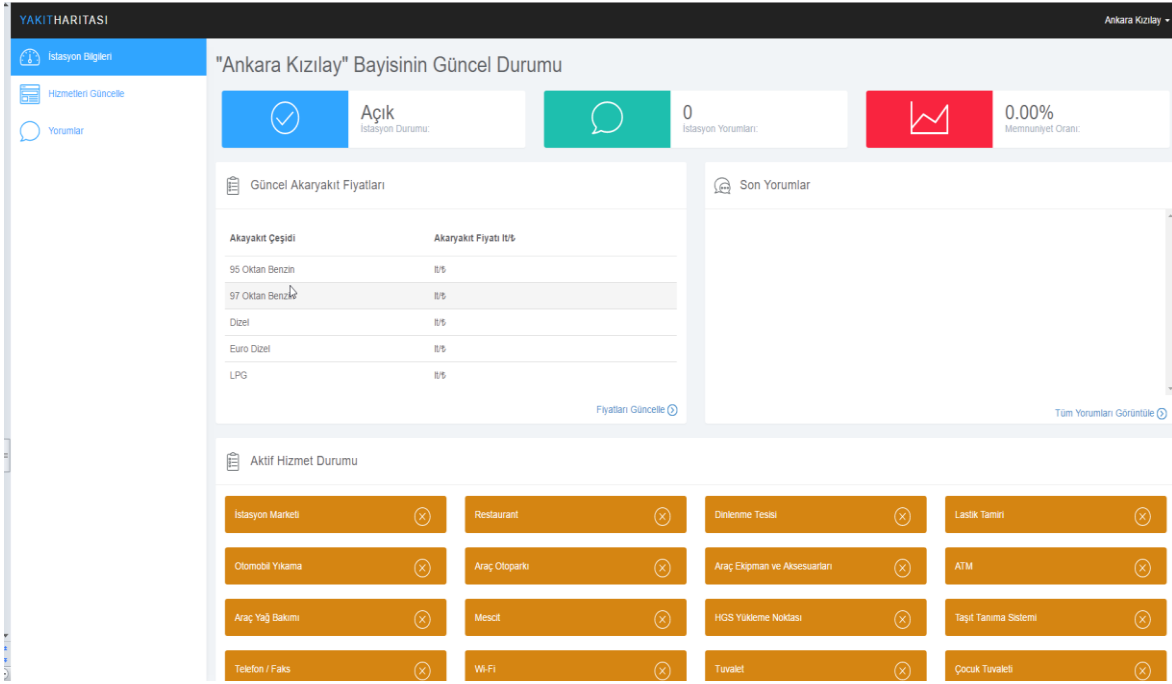 YAKITHARITASI
Ankara Kızılay
İstasyon Bilgileri
Hizmetleri Güncelle
Yorumlar
"Ankara Kızılay" Bayisinin Güncel Durumu
Açık
İstasyon Durumu:
0
İstasyon Yorumları:
0.00%
Memnuniyet Oranı:
Güncel Akaryakıt Fiyatları
Akayakıt Çeşidi Akaryakıt Fiyatı lt/₺
95 Oktan Benzin lt/₺
97 Oktan Benzin lt/₺
Dizel lt/₺
Euro Dizel lt/₺
LPG lt/₺
Fiyatları Güncelle
Son Yorumlar
Tüm Yorumları Görüntüle
Aktif Hizmet Durumu
İstasyon Marketi Restaurant Dinlenme Tesisi Lastik Tamiri
Otomobil Yıkama Araç Otoparkı Araç Ekipman ve Aksesuarları ATM
Araç Yağ Bakımı Mescit HGS Yükleme Noktası Taşıt Tanıma Sistemi
Telefon / Faks Wi-Fi Tuvalet Çocuk Tuvaleti